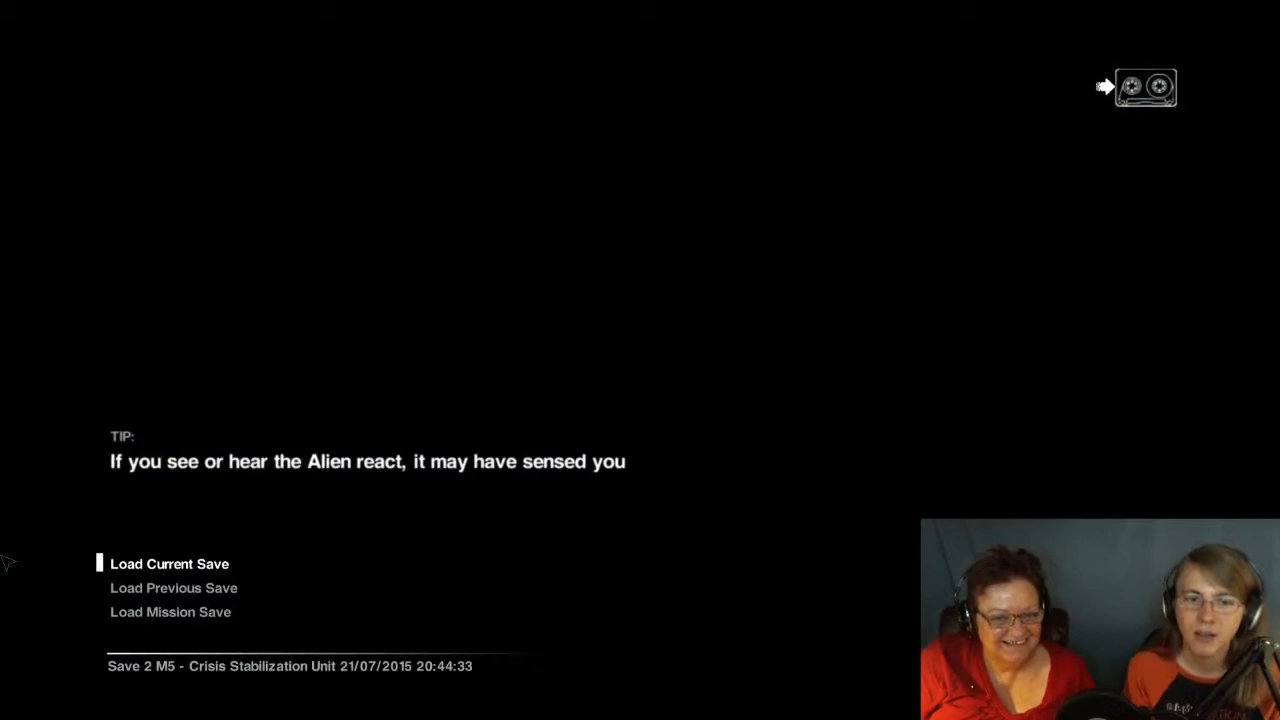 TIP:
If you see or hear the Alien react, it may have sensed you
Load Current Save
Load Previous Save
Load Mission Save
Save 2 M5 - Crisis Stabilization Unit 21/07/2015 20:44:33